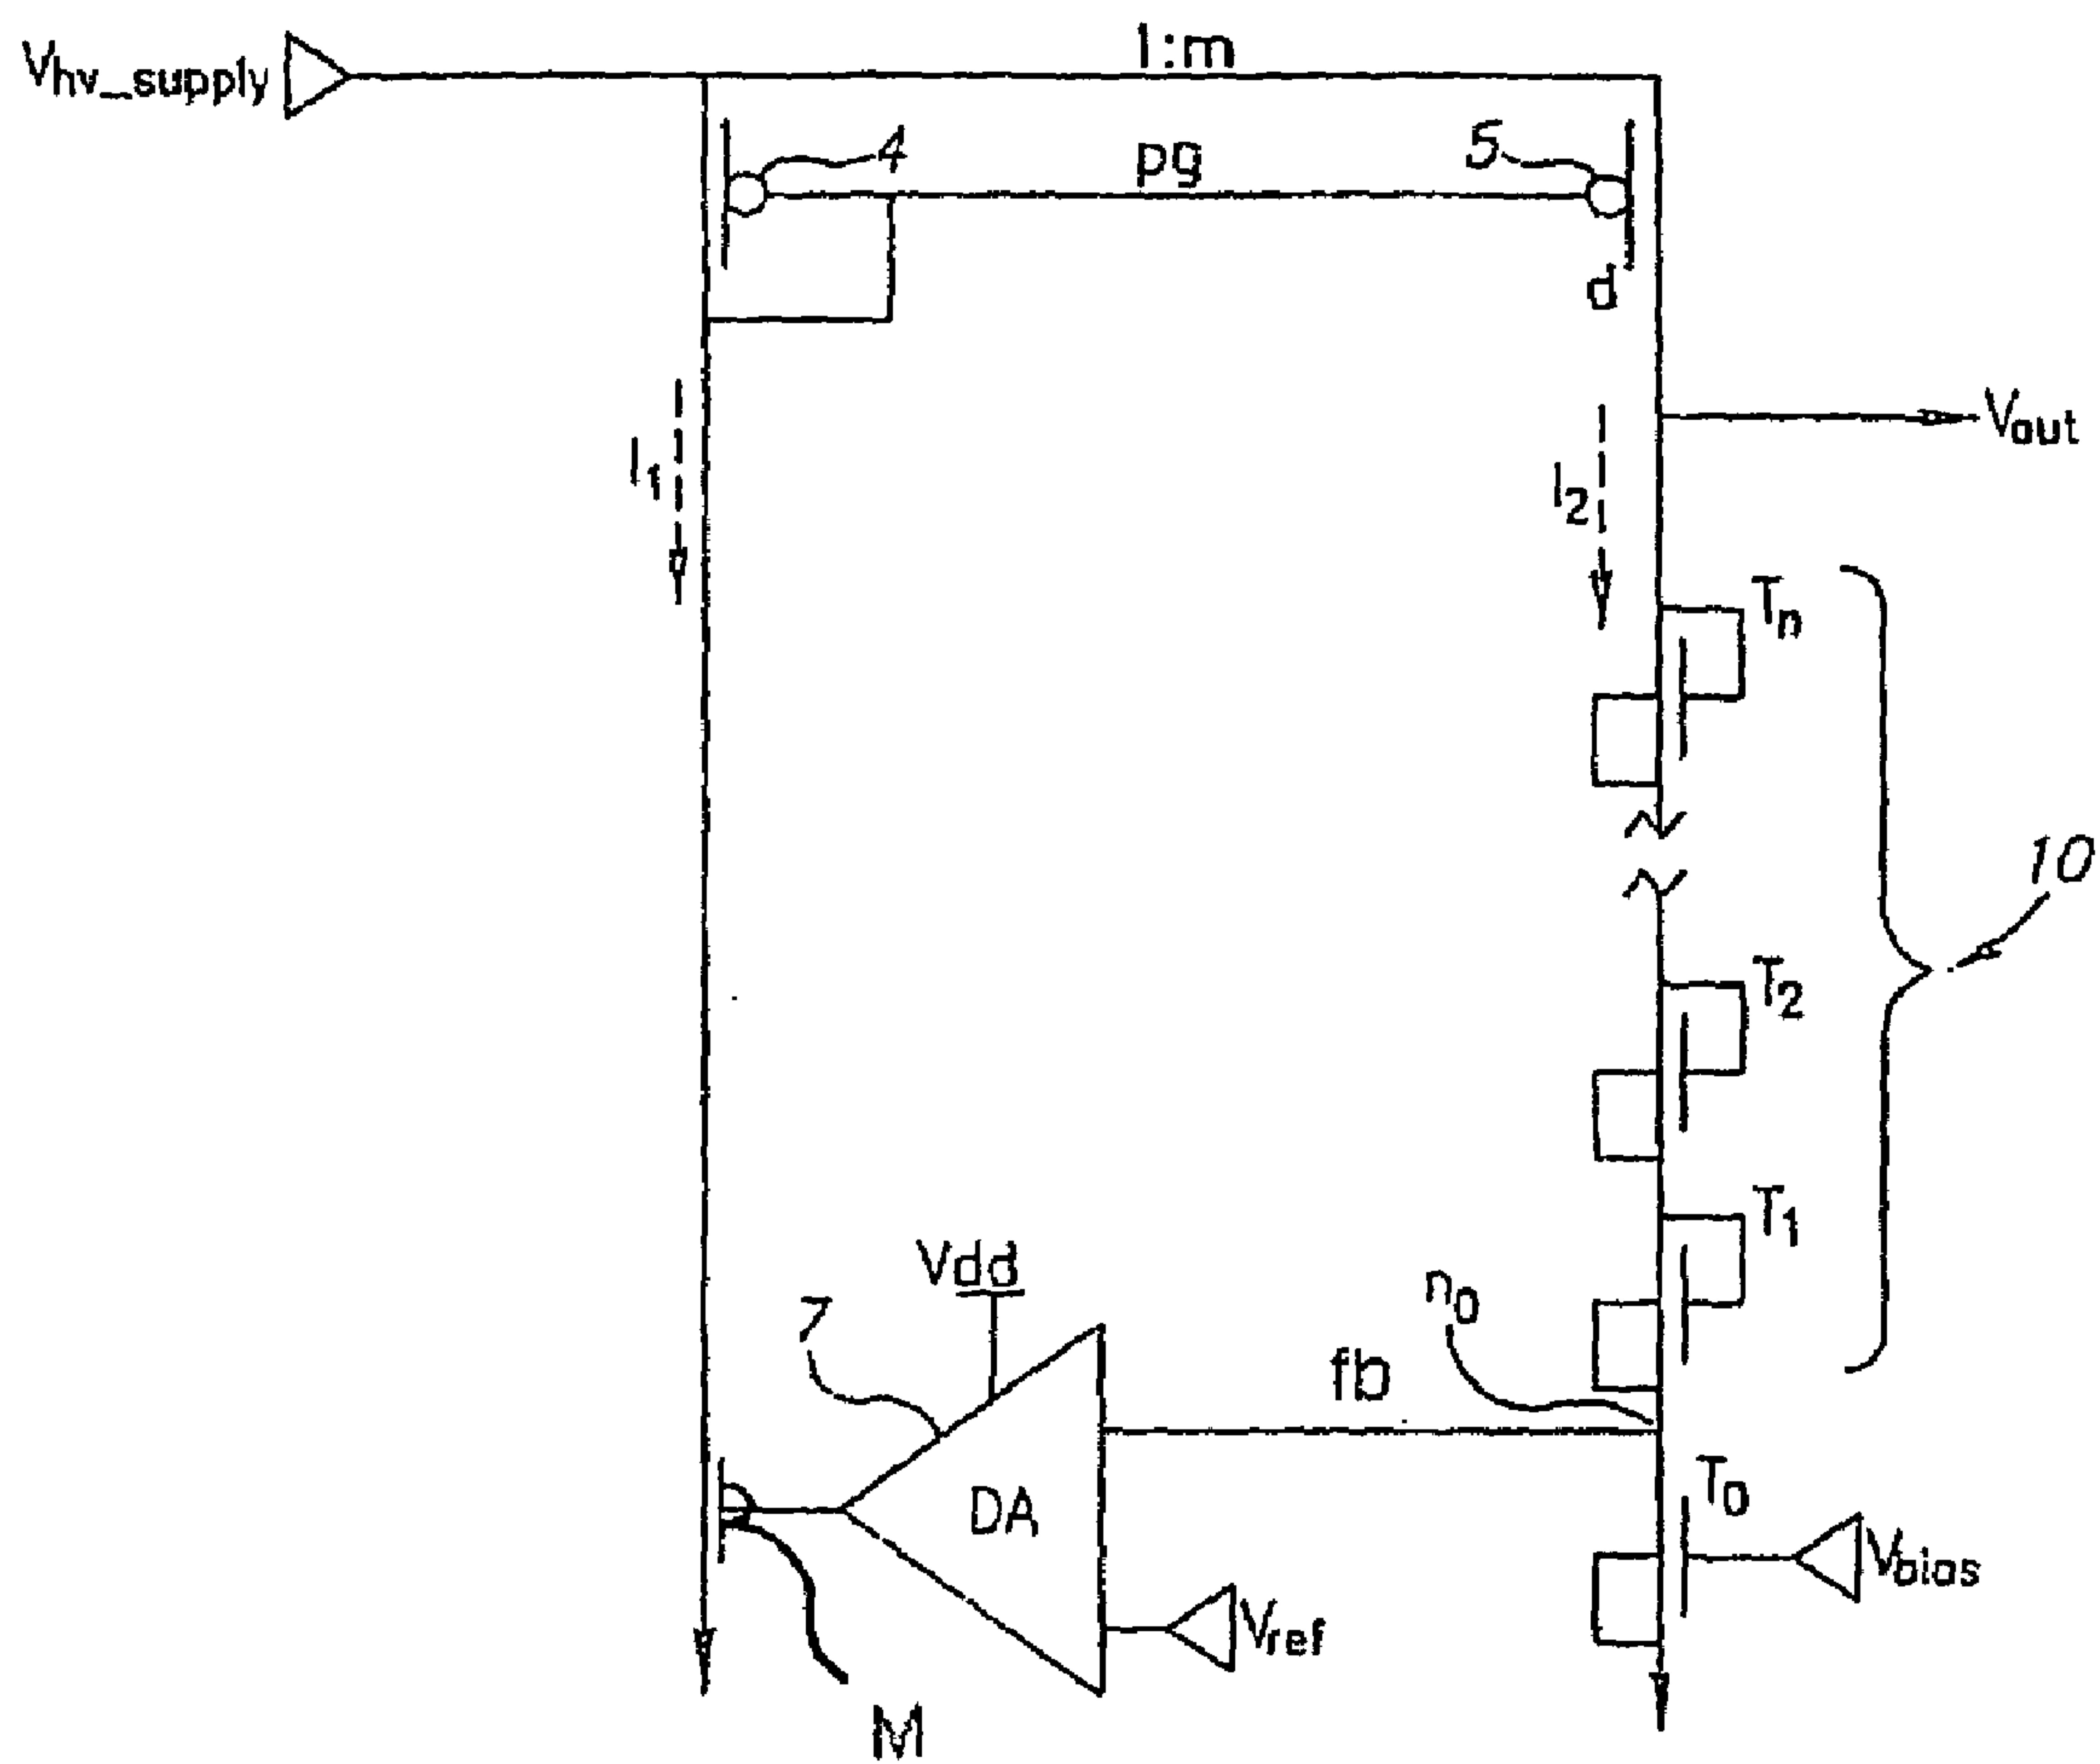 Vhv_supply
1:m
4
pg
5
d
Vout
I1
I2
Tn
10
T2
T1
Vdd
7
n0
fb
DA
T0
Vbias
Vref
M